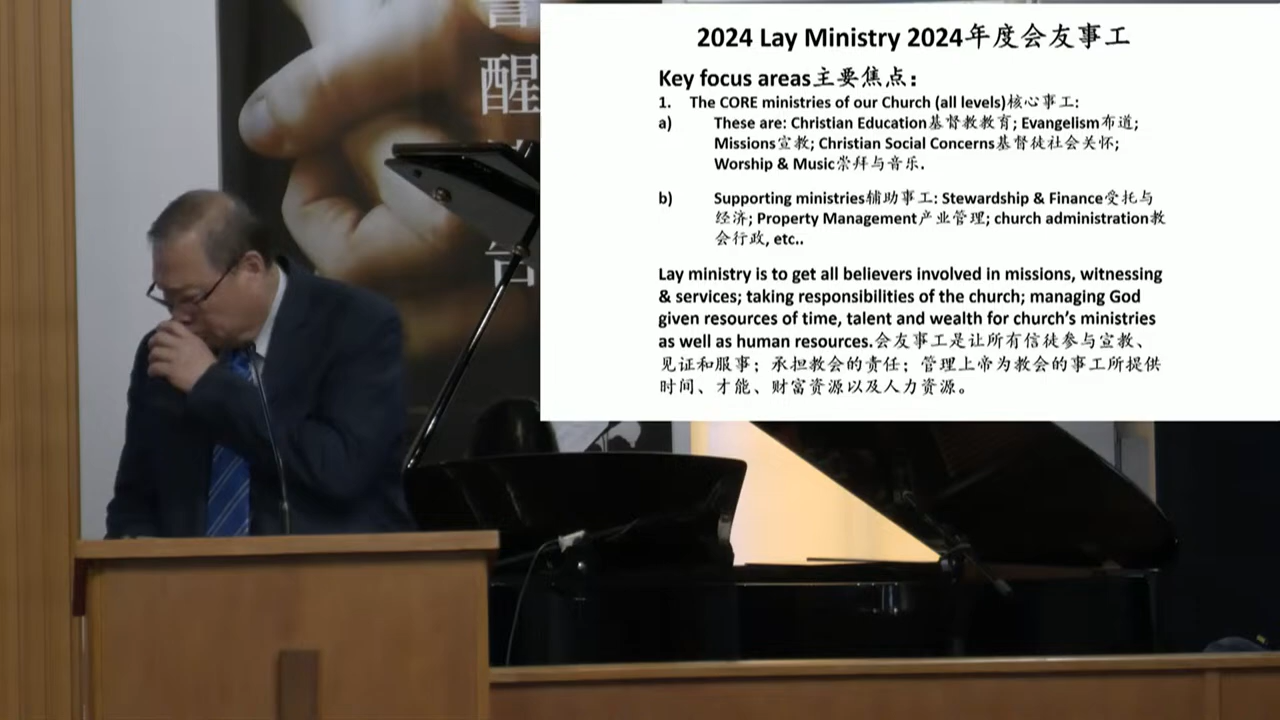 醒
2024 Lay Ministry 2024年度会友事工
Key focus areas主要焦点:
1. The CORE ministries of our Church (all levels)核心事工:
a) These are: Christian Education基督教教育; Evangelism布道;
Missions宣教; Christian Social Concerns基督徒社会关怀;
Worship & Music崇拜与音乐.
b) Supporting ministries辅助事工: Stewardship & Finance受托与
经济; Property Management产业管理; church administration教
会行政, etc..
Lay ministry is to get all believers involved in missions, witnessing
& services; taking responsibilities of the church; managing God
given resources of time, talent and wealth for church's ministries
as well as human resources.会友事工是让所有信徒参与宣教、
见证和服事；承担教会的责任；管理上帝为教会的事工所提供
时间、才能、财富资源以及人力资源。